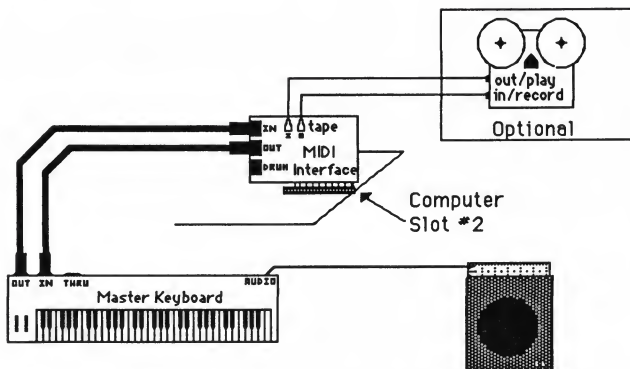 out/play
in/record
Optional
IN
tape
OUT
MIDI
DRUM
Interface
Computer
Slot #2
OUT IN THRU
AUDIO
Master Keyboard